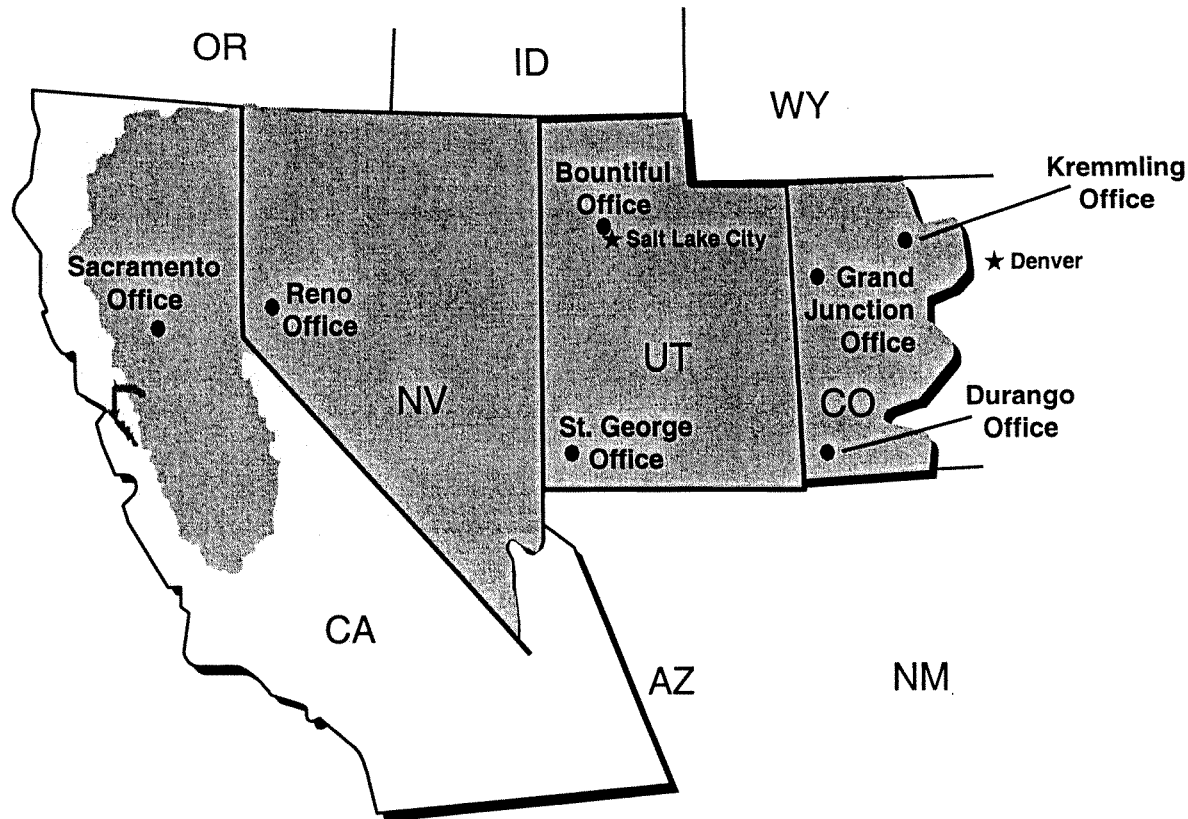 OR
ID
WY
Kremmling
Office
Bountiful
Office
Salt Lake City
Denver
Sacramento
Office
Reno
Office
Grand
Junction
Office
UT
NV
CO
Durango
Office
St. George
Office
CA
AZ
NM